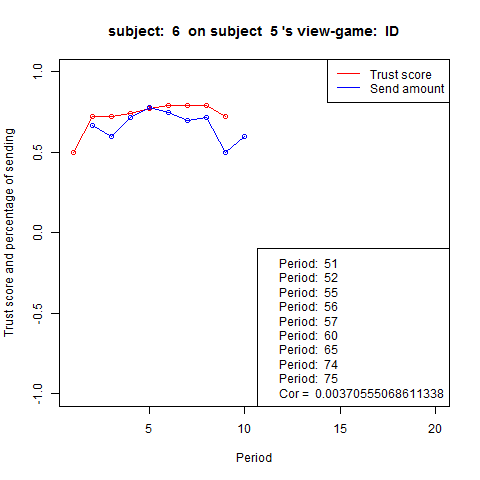 subject:  6  on subject  5 's view-game:  ID
Trust score
Send amount
Trust score and percentage of sending
1.0
0.5
0.0
-0.5
-1.0
Period:  51
Period:  52
Period:  55
Period:  56
Period:  57
Period:  60
Period:  65
Period:  74
Period:  75
Cor =  0.00370555068611338
5 10 15 20
Period